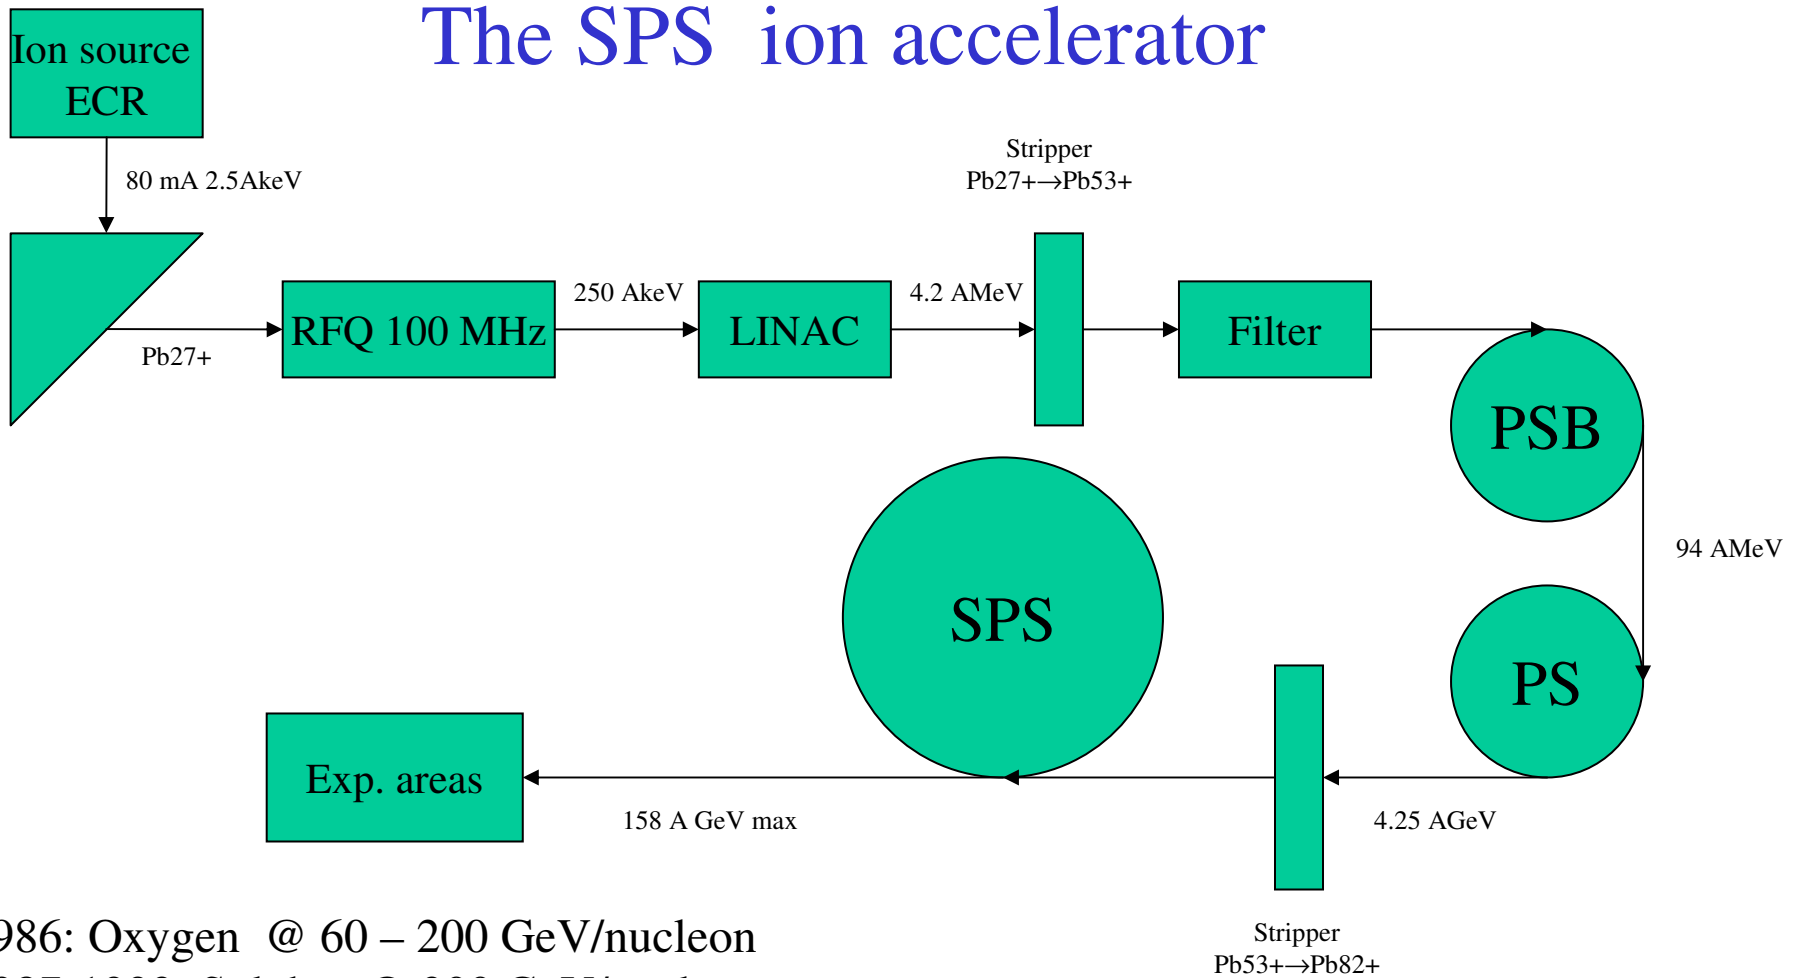 The SPS ion accelerator
Ion source
ECR
80 mA 2.5AkeV
Stripper
Pb27+→Pb53+
Pb27+
RFQ 100 MHz
250 AkeV
LINAC
4.2 AMeV
Filter
PSB
94 AMeV
PS
SPS
4.25 AGeV
158 A GeV max
Exp. areas
Stripper
Pb53+→Pb82+
986: Oxygen @ 60 – 200 GeV/nucleon